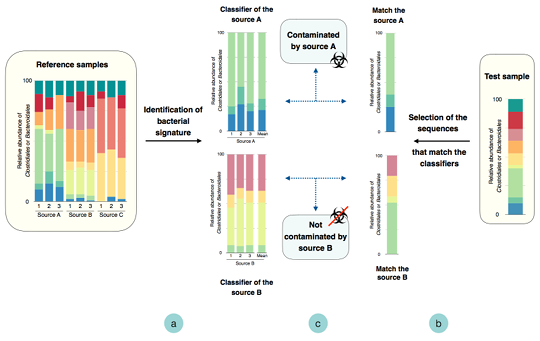 Classifier of the
source A
Match the
source A
Reference samples
100
Relative abundance of
Clostridiales or Bacteroidales
0
1 2 3 1 2 3 1 2 3
Source A Source B Source C
Identification of
bacterial
signature
100
Relative abundance of
Clostridiales or Bacteroidales
0
1 2 3 Mean
Source A
Contaminated
by source A
100
Relative abundance of
Clostridiales or Bacteroidales
0
Selection of the
sequences
that match the
classifiers
Test sample
100
Relative abundance of
Clostridiales or Bacteroidales
0
100
Relative abundance of
Clostridiales or Bacteroidales
0
1 2 3 Mean
Source B
Not
contaminated by
source B
100
Relative abundance of
Clostridiales or Bacteroidales
0
Classifier of the
source B
Match the
source B
a
c
b